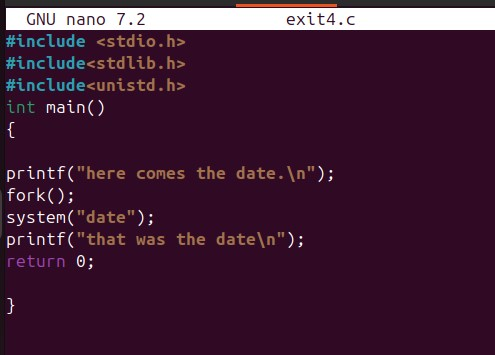 GNU nano 7.2 exit4.c
#include <stdio.h>
#include<stdlib.h>
#include<unistd.h>
int main()
{
printf("here comes the date.\n");
fork();
system("date");
printf("that was the date\n");
return 0;
}